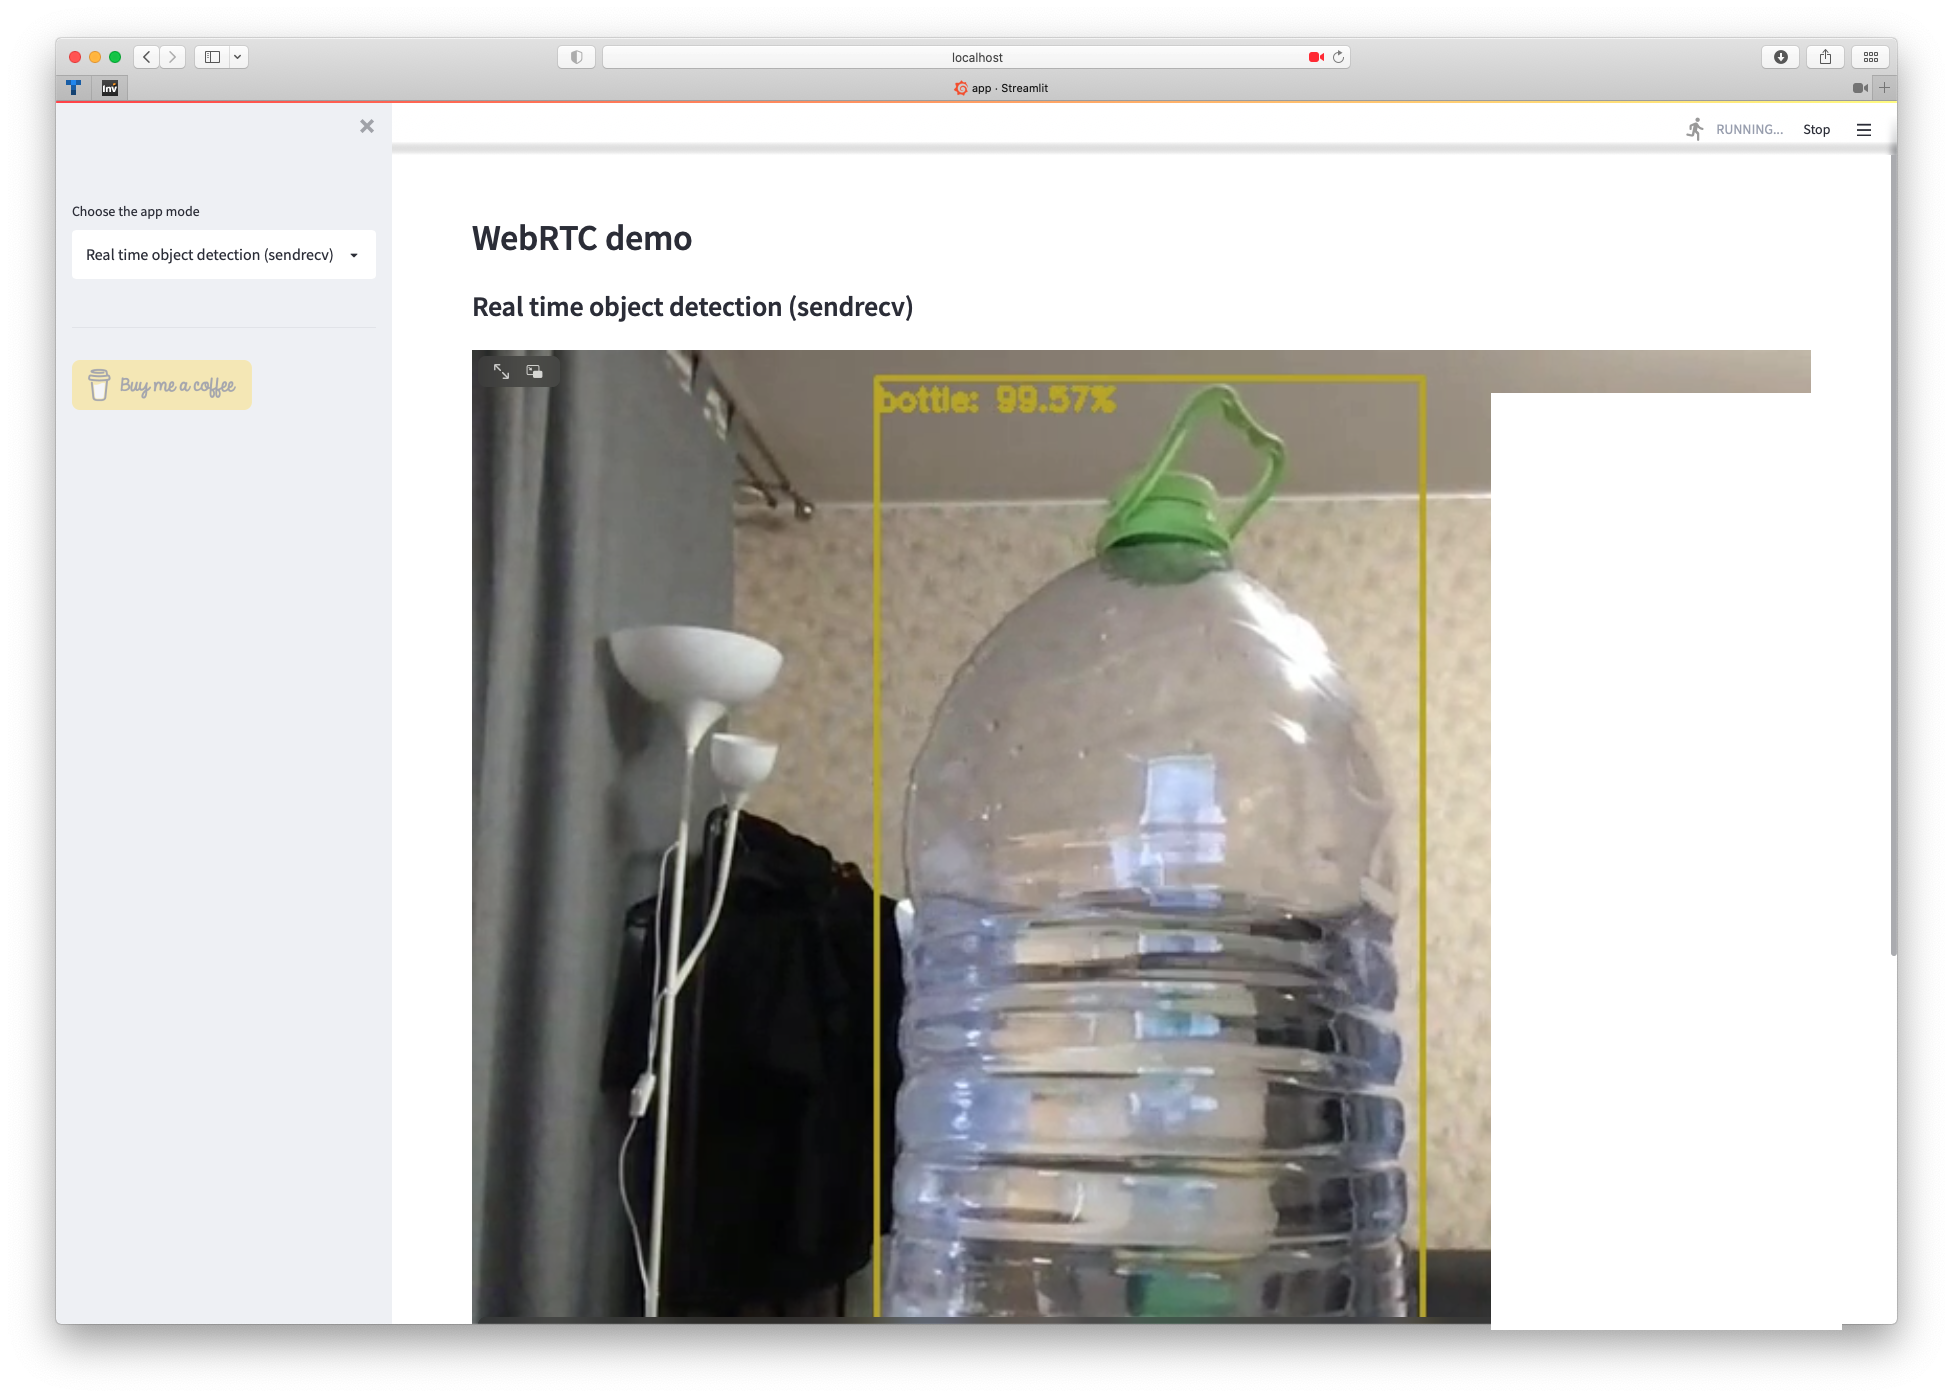 localhost
Inv
app · Streamlit
RUNNING...
Stop
Choose the app mode
Real time object detection (sendrecv)
Buy me a coffee
WebRTC demo
Real time object detection (sendrecv)
bottle: 99.57%